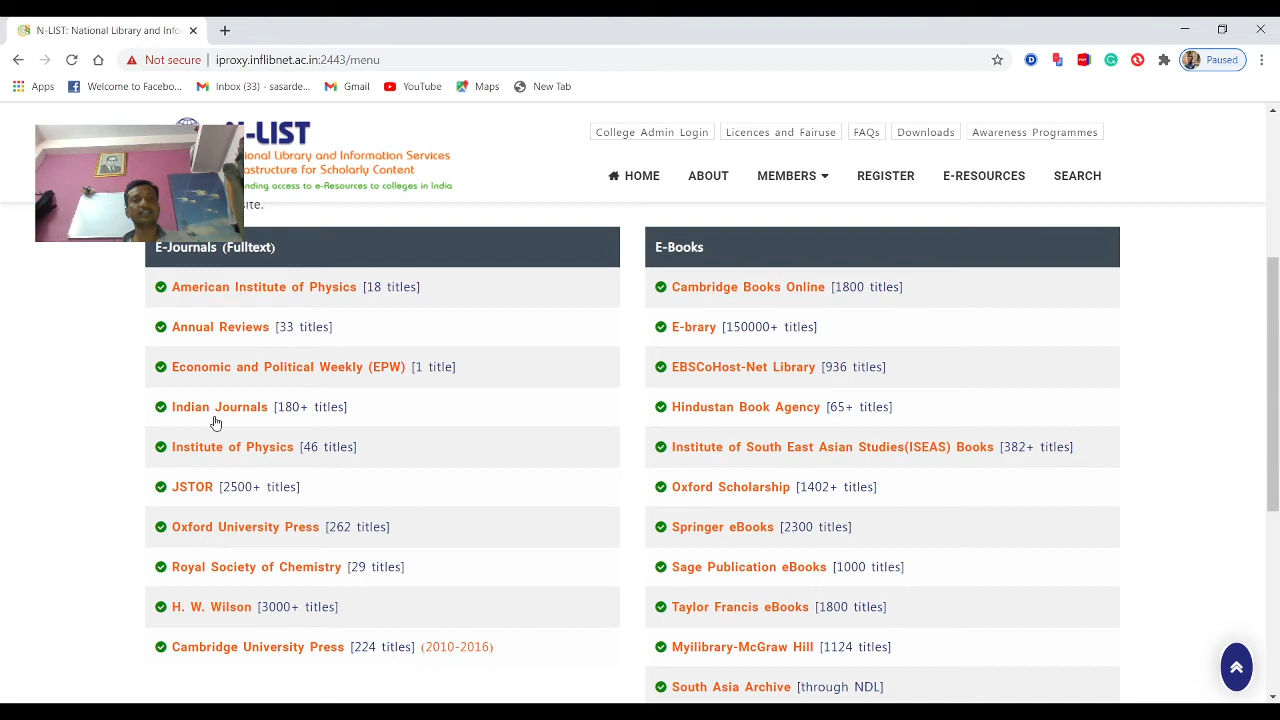 N-LIST: National Library and Info
Not secure
iproxy.inflibnet.ac.in:2443/menu
Paused
Apps
Welcome to Facebo...
Inbox (33) - sasarde...
Gmail
YouTube
Maps
New Tab
N-LIST
ional Library and Information Services
astructure for Scholarly Content
nding access to e-Resources to colleges in India
College Admin Login
Licences and Fairuse
FAQs
Downloads
Awareness Programmes
HOME
ABOUT
MEMBERS
REGISTER
E-RESOURCES
SEARCH
site.
E-Journals (Fulltext)
American Institute of Physics [18 titles]
Annual Reviews [33 titles]
Economic and Political Weekly (EPW) [1 title]
Indian Journals [180+ titles]
Institute of Physics [46 titles]
JSTOR [2500+ titles]
Oxford University Press [262 titles]
Royal Society of Chemistry [29 titles]
H. W. Wilson [3000+ titles]
Cambridge University Press [224 titles] (2010-2016)
E-Books
Cambridge Books Online [1800 titles]
E-brary [150000+ titles]
EBSCoHost-Net Library [936 titles]
Hindustan Book Agency [65+ titles]
Institute of South East Asian Studies(ISEAS) Books [382+ titles]
Oxford Scholarship [1402+ titles]
Springer eBooks [2300 titles]
Sage Publication eBooks [1000 titles]
Taylor Francis eBooks [1800 titles]
Myilibrary-McGraw Hill [1124 titles]
South Asia Archive [through NDL]